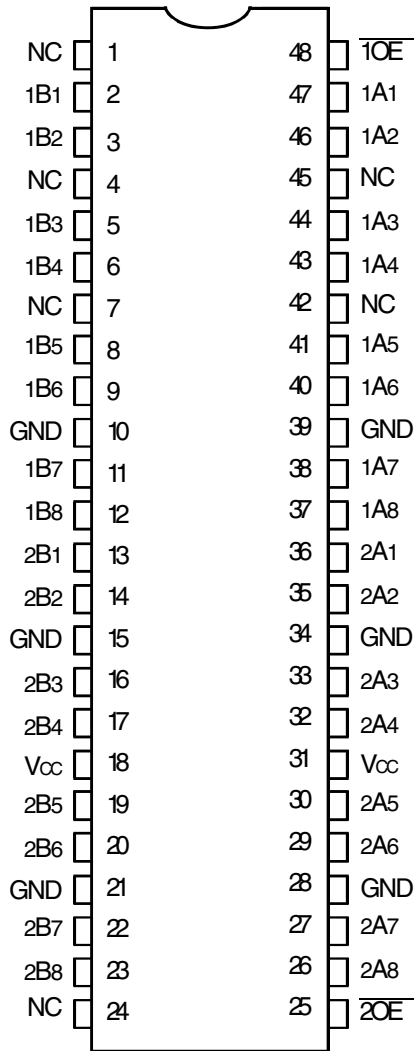 NC 1 48 1OE
1B1 2 47 1A1
1B2 3 46 1A2
NC 4 45 NC
1B3 5 44 1A3
1B4 6 43 1A4
NC 7 42 NC
1B5 8 41 1A5
1B6 9 40 1A6
GND 10 39 GND
1B7 11 38 1A7
1B8 12 37 1A8
2B1 13 36 2A1
2B2 14 35 2A2
GND 15 34 GND
2B3 16 33 2A3
2B4 17 32 2A4
VCC 18 31 VCC
2B5 19 30 2A5
2B6 20 29 2A6
GND 21 28 GND
2B7 22 27 2A7
2B8 23 26 2A8
NC 24 25 2OE